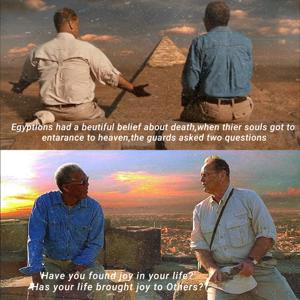 Egyptions had a beutiful belief about death,when thier souls got to
entarance to heaven,the guards asked two questions
Have you found joy in your life?
Has your life brought joy to Others?